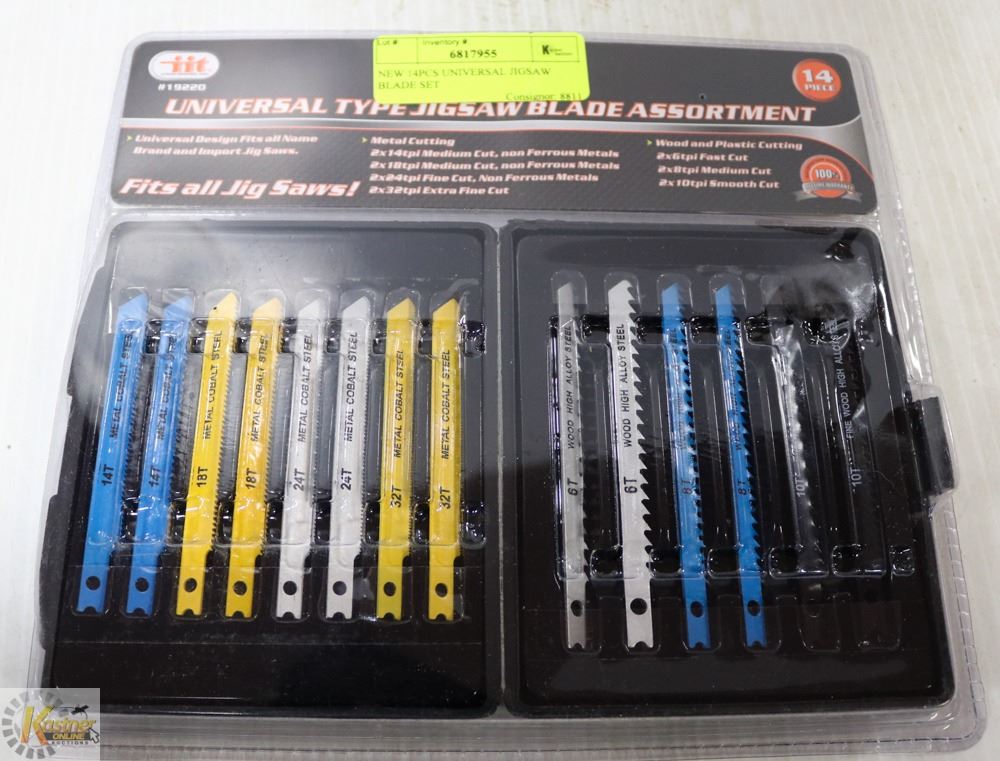 Lot #
Inventory #
6817955
K
NEW 14PCS UNIVERSAL JIGSAW
BLADE SET
Consignor: 8811
iit
#19220
14
PIECE
UNIVERSAL TYPE JIGSAW BLADE ASSORTMENT
Universal Design Fits all Name
Brand and Import Jig Saws.
Fits all Jig Saws!
Metal Cutting
2x14tpi Medium Cut, non Ferrous Metals
2x18tpi Medium Cut, non Ferrous Metals
2x24tpi Fine Cut, Non Ferrous Metals
2x32tpi Extra Fine Cut
Wood and Plastic Cutting
2x6tpi Fast Cut
2x8tpi Medium Cut
2x10tpi Smooth Cut
100%
LIFETIME WARRANTY
14T METAL COBALT STEEL
14T METAL COBALT STEEL
18T METAL COBALT STEEL
18T METAL COBALT STEEL
24T METAL COBALT STEEL
24T METAL COBALT STEEL
32T METAL COBALT STEEL
32T METAL COBALT STEEL
6T WOOD HIGH ALLOY STEEL
6T WOOD HIGH ALLOY STEEL
8T
8T
10T
10T FINE WOOD HIGH ALLOY STEEL
Kastner
ONLINE
AUCTIONS